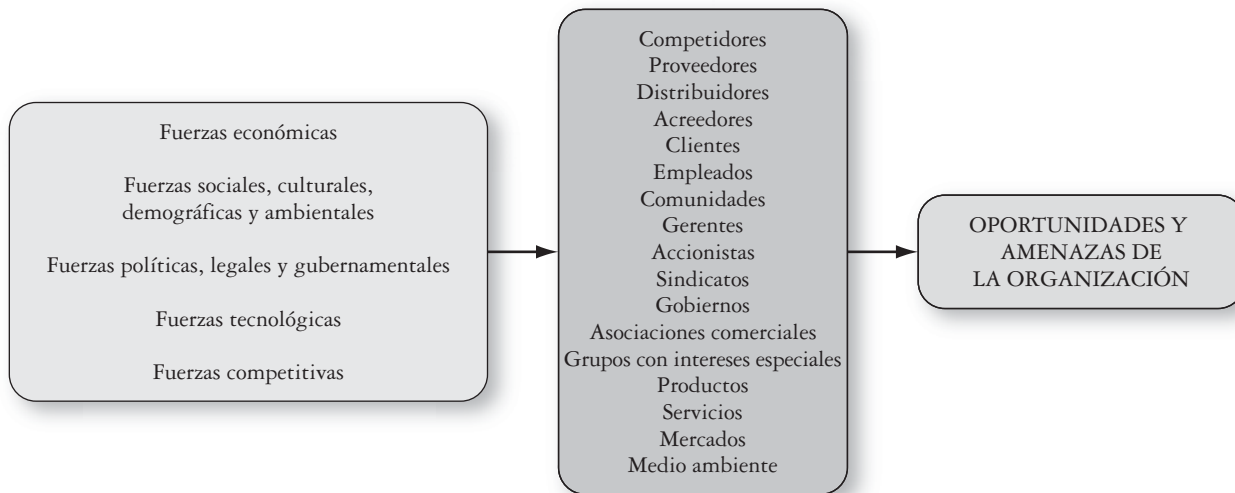 Fuerzas económicas
Fuerzas sociales, culturales,
demográficas y ambientales
Fuerzas políticas, legales y gubernamentales
Fuerzas tecnológicas
Fuerzas competitivas
Competidores
Proveedores
Distribuidores
Acreedores
Clientes
Empleados
Comunidades
Gerentes
Accionistas
Sindicatos
Gobiernos
Asociaciones comerciales
Grupos con intereses especiales
Productos
Servicios
Mercados
Medio ambiente
OPORTUNIDADES Y
AMENAZAS DE
LA ORGANIZACIÓN